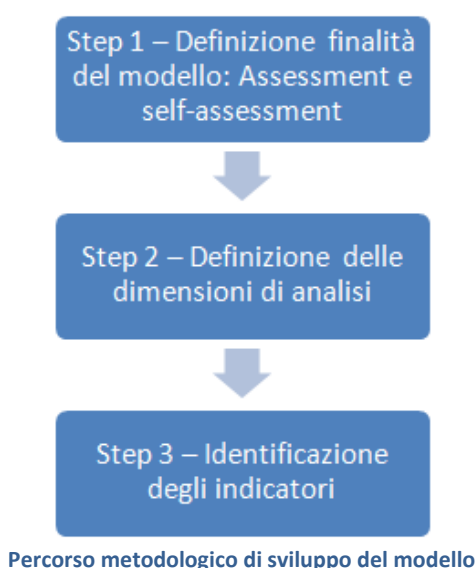 Step 1 – Definizione finalità
del modello: Assessment e
self-assessment
Step 2 – Definizione delle
dimensioni di analisi
Step 3 – Identificazione
degli indicatori
Percorso metodologico di sviluppo del modello